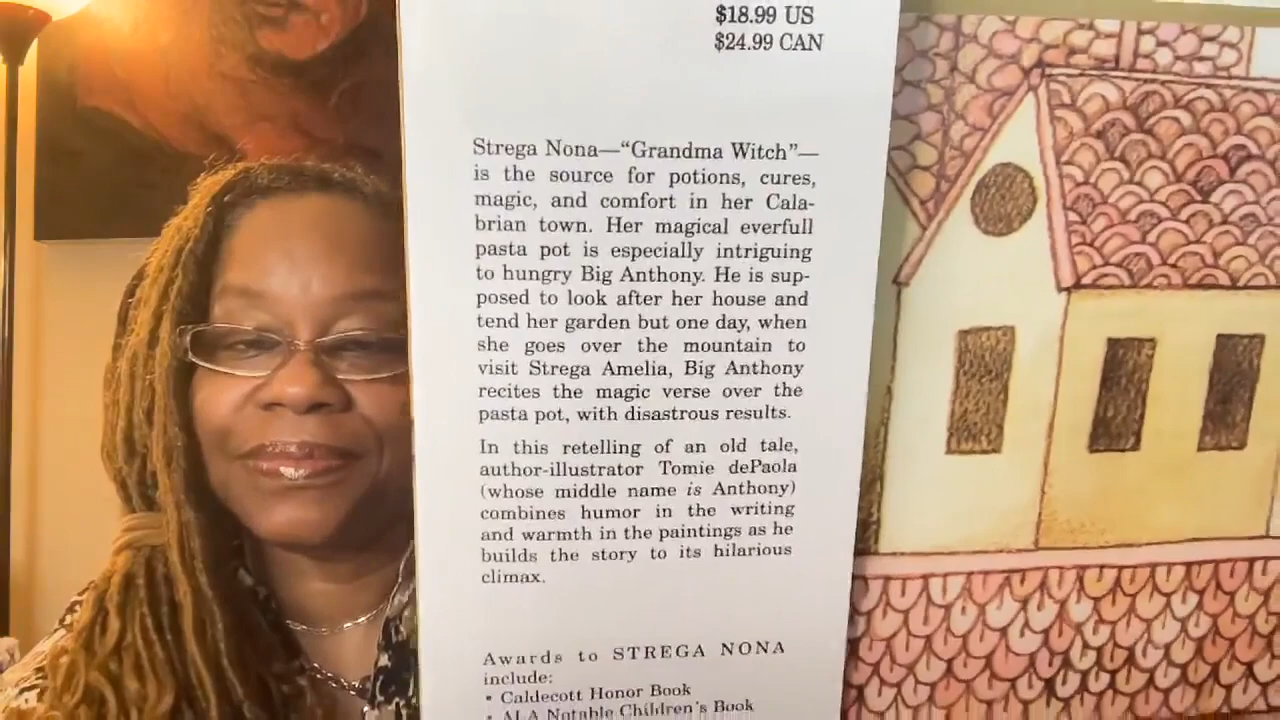 $18.99 US
$24.99 CAN
Strega Nona—“Grandma Witch”—
is the source for potions, cures,
magic, and comfort in her Cala-
brian town. Her magical everfull
pasta pot is especially intriguing
to hungry Big Anthony. He is sup-
posed to look after her house and
tend her garden but one day, when
she goes over the mountain to
visit Strega Amelia, Big Anthony
recites the magic verse over the
pasta pot, with disastrous results.
In this retelling of an old tale,
author-illustrator Tomie dePaola
(whose middle name is Anthony)
combines humor in the writing
and warmth in the paintings as he
builds the story to its hilarious
climax.
Awards to STREGA NONA
include:
• Caldecott Honor Book
• ALA Notable Children's Book